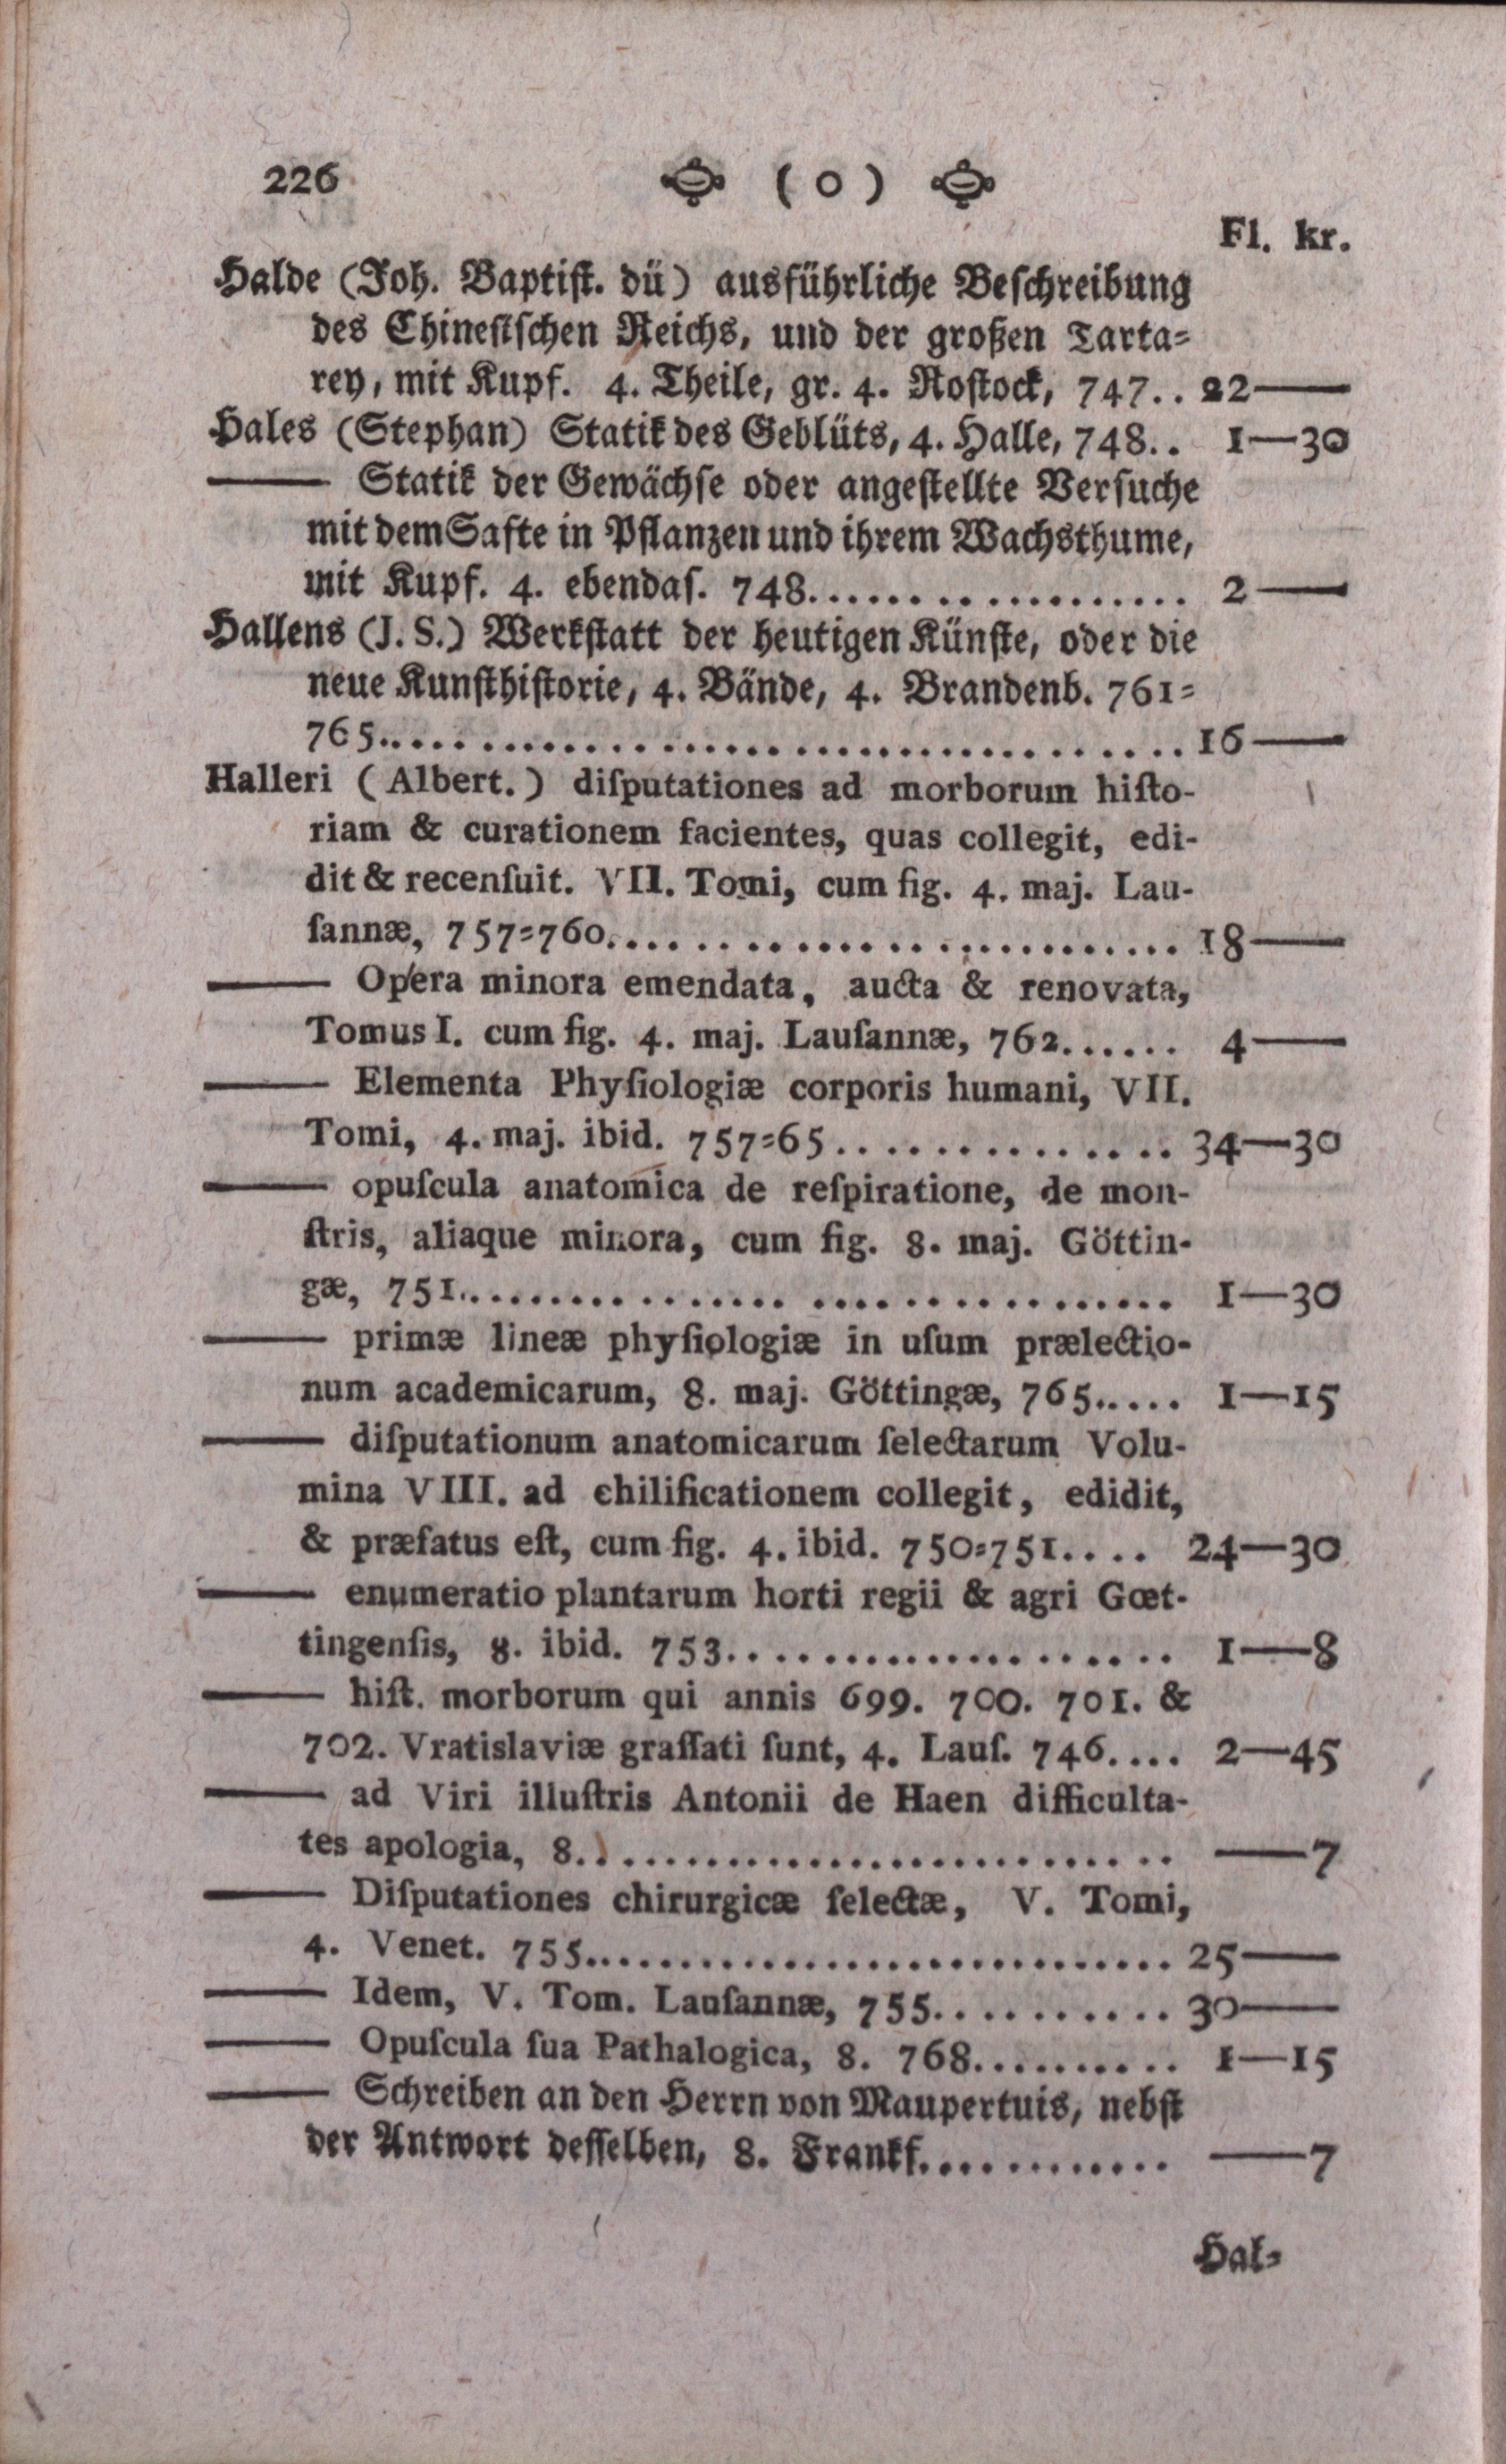 226 ( o )
Fl. kr.
Halde (Joh. Baptist. dü) ausführliche Beschreibung
des Chinesischen Reichs, und der großen Tarta=
rey, mit Kupf. 4. Theile, gr. 4. Rostock, 747.. 22—
Hales (Stephan) Statik des Geblüts, 4. Halle, 748.. 1—30
—— Statik der Gewächse oder angestellte Versuche
mit dem Safte in Pflanzen und ihrem Wachsthume,
mit Kupf. 4. ebendas. 748.................. 2—
Hallens (J. S.) Werkstatt der heutigen Künste, oder die
neue Kunsthistorie, 4. Bände, 4. Brandenb. 761=
765.................................... 16—
Halleri (Albert.) diſputationes ad morborum hiſto-
riam & curationem facientes, quas collegit, edi-
dit & recenſuit. VII. Tomi, cum fig. 4. maj. Lau-
ſannæ, 757=760......................... 18—
—— Opera minora emendata, aucta & renovata,
Tomus I. cum fig. 4. maj. Lauſannæ, 762...... 4—
—— Elementa Phyſiologiæ corporis humani, VII.
Tomi, 4. maj. ibid. 757=65.............. 34—30
—— opuſcula anatomica de reſpiratione, de mon-
ſtris, aliaque minora, cum fig. 8. maj. Göttin-
gæ, 751............................... 1—30
—— primæ lineæ phyſiologiæ in uſum prælectio-
num academicarum, 8. maj. Göttingæ, 765..... 1—15
—— diſputationum anatomicarum ſelectarum Volu-
mina VIII. ad chilificationem collegit, edidit,
& præfatus eſt, cum fig. 4. ibid. 750=751.... 24—30
—— enumeratio plantarum horti regii & agri Gœt-
tingenſis, 8. ibid. 753................... 1—8
—— hiſt. morborum qui annis 699. 700. 701. &
702. Vratislaviæ graſſati ſunt, 4. Lauſ. 746.... 2—45
—— ad Viri illuſtris Antonii de Haen difficulta-
tes apologia, 8.......................... —7
—— Diſputationes chirurgicæ ſelectæ, V. Tomi,
4. Venet. 755........................... 25—
—— Idem, V. Tom. Lauſannæ, 755.......... 30—
—— Opuſcula ſua Pathalogica, 8. 768......... 1—15
—— Schreiben an den Herrn von Maupertuis, nebst
der Antwort desselben, 8. Frankf............ —7
Hal=